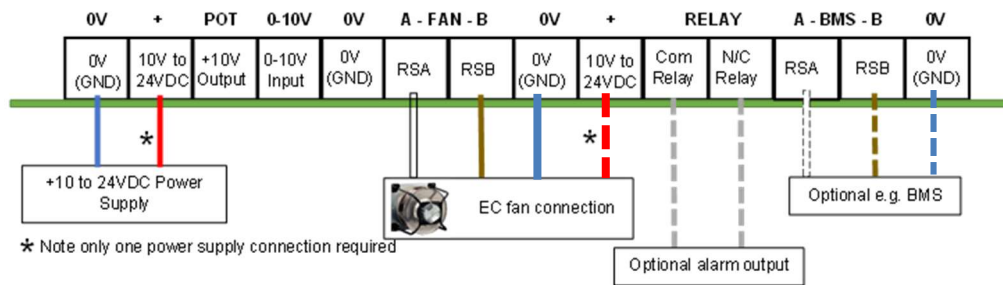 0V + POT 0-10V 0V A - FAN - B 0V + RELAY A - BMS - B 0V
0V (GND)
10V to 24VDC
+10V Output
0-10V Input
0V (GND)
RSA
RSB
0V (GND)
10V to 24VDC
Com Relay
N/C Relay
RSA
RSB
0V (GND)
*
*
+10 to 24VDC Power
Supply
EC fan connection
Optional e.g. BMS
* Note only one power supply connection required
Optional alarm output